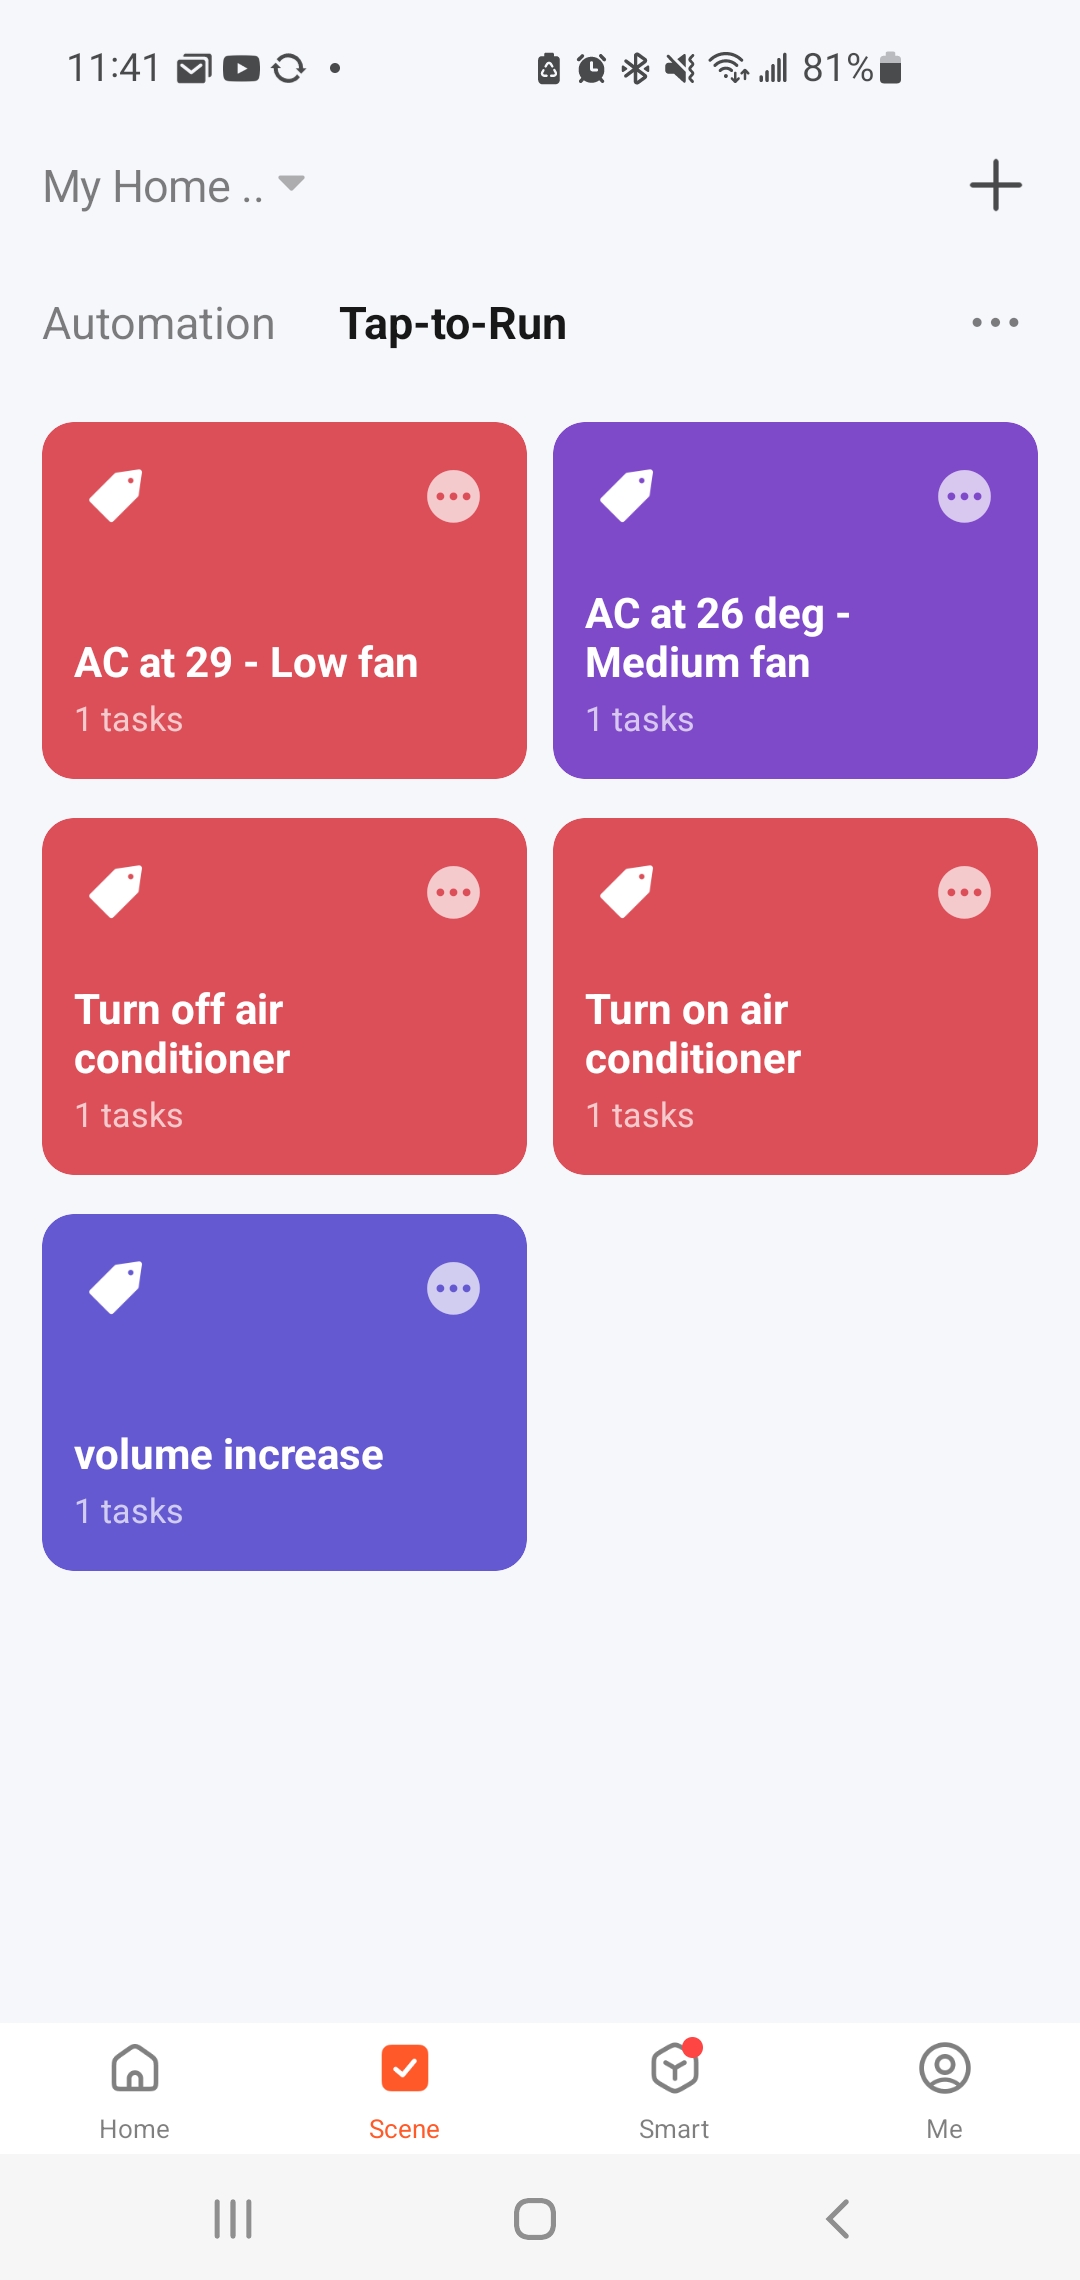 11:41
81%
My Home ..
Automation
Tap-to-Run
AC at 29 - Low fan
1 tasks
AC at 26 deg -
Medium fan
1 tasks
Turn off air
conditioner
1 tasks
Turn on air
conditioner
1 tasks
volume increase
1 tasks
Home
Scene
Smart
Me